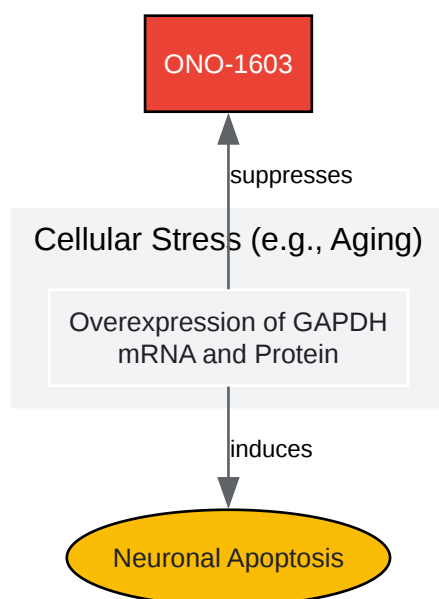 ONO-1603
suppresses
Cellular Stress (e.g., Aging)
Overexpression of GAPDH
mRNA and Protein
induces
Neuronal Apoptosis